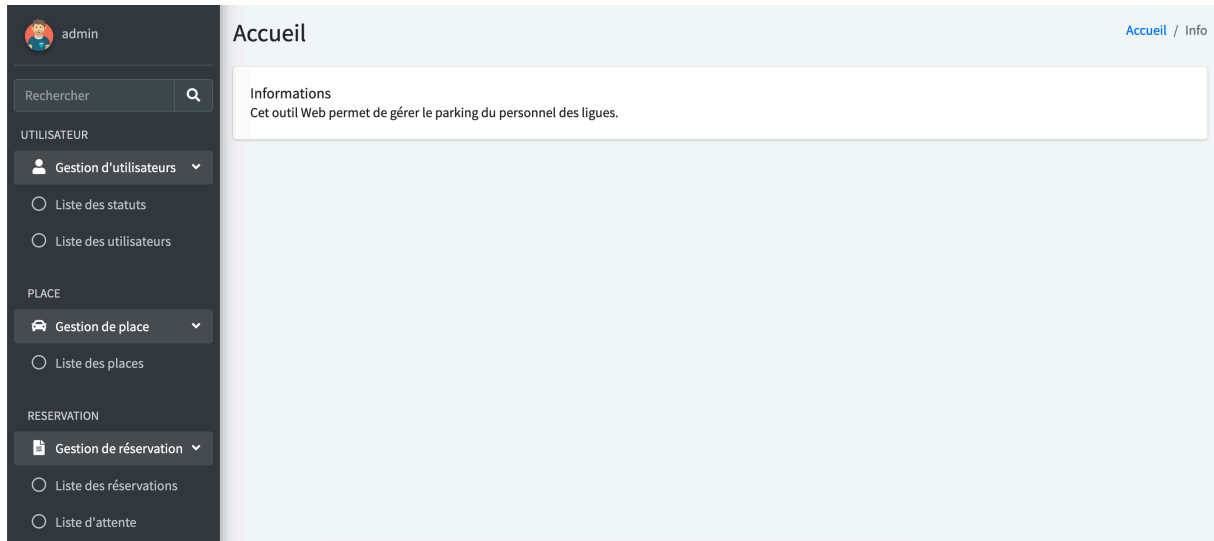 admin
Rechercher
UTILISATEUR
Gestion d'utilisateurs
Liste des statuts
Liste des utilisateurs
PLACE
Gestion de place
Liste des places
RESERVATION
Gestion de réservation
Liste des réservations
Liste d'attente
Accueil
Accueil / Info
Informations
Cet outil Web permet de gérer le parking du personnel des ligues.